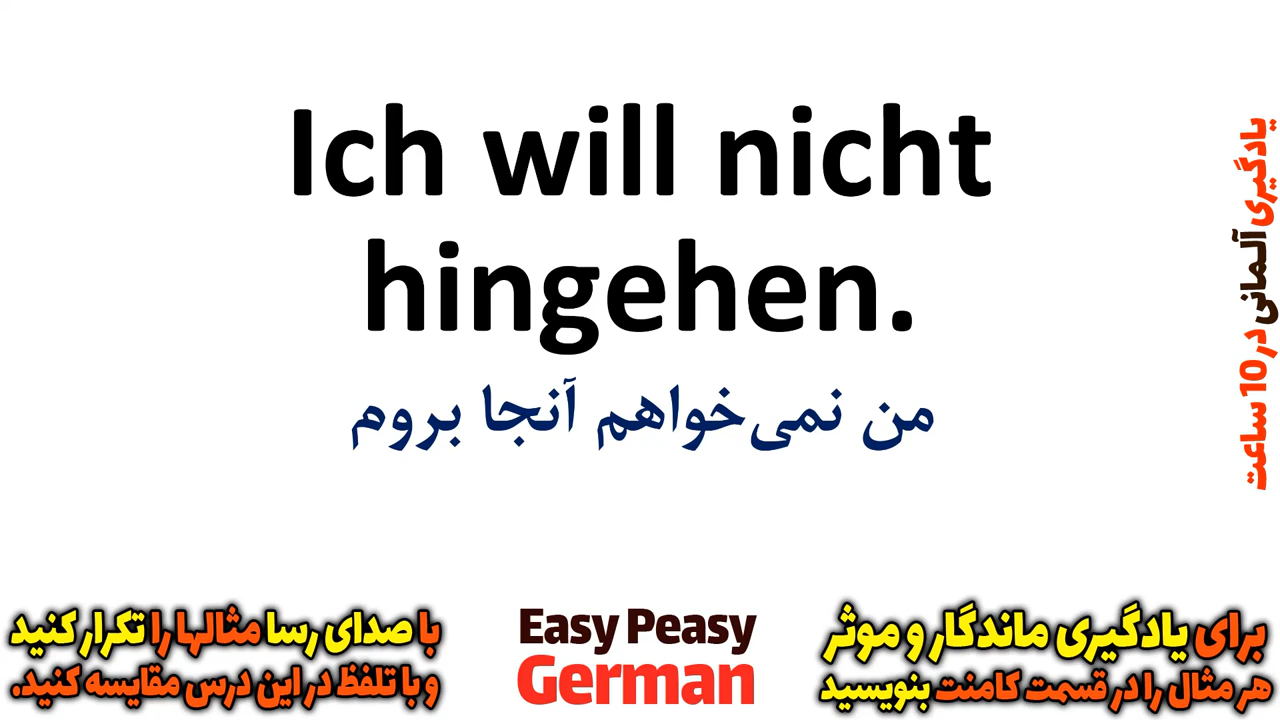 Ich will nicht
hingehen.
من نمی‌خواهم آنجا بروم
یادگیری آلمانی در 10 ساعت
با صدای رسا مثالها را تکرار کنید
و با تلفظ در این درس مقایسه کنید.
Easy Peasy
German
برای یادگیری ماندگار و موثر
هر مثال را در قسمت کامنت بنویسید